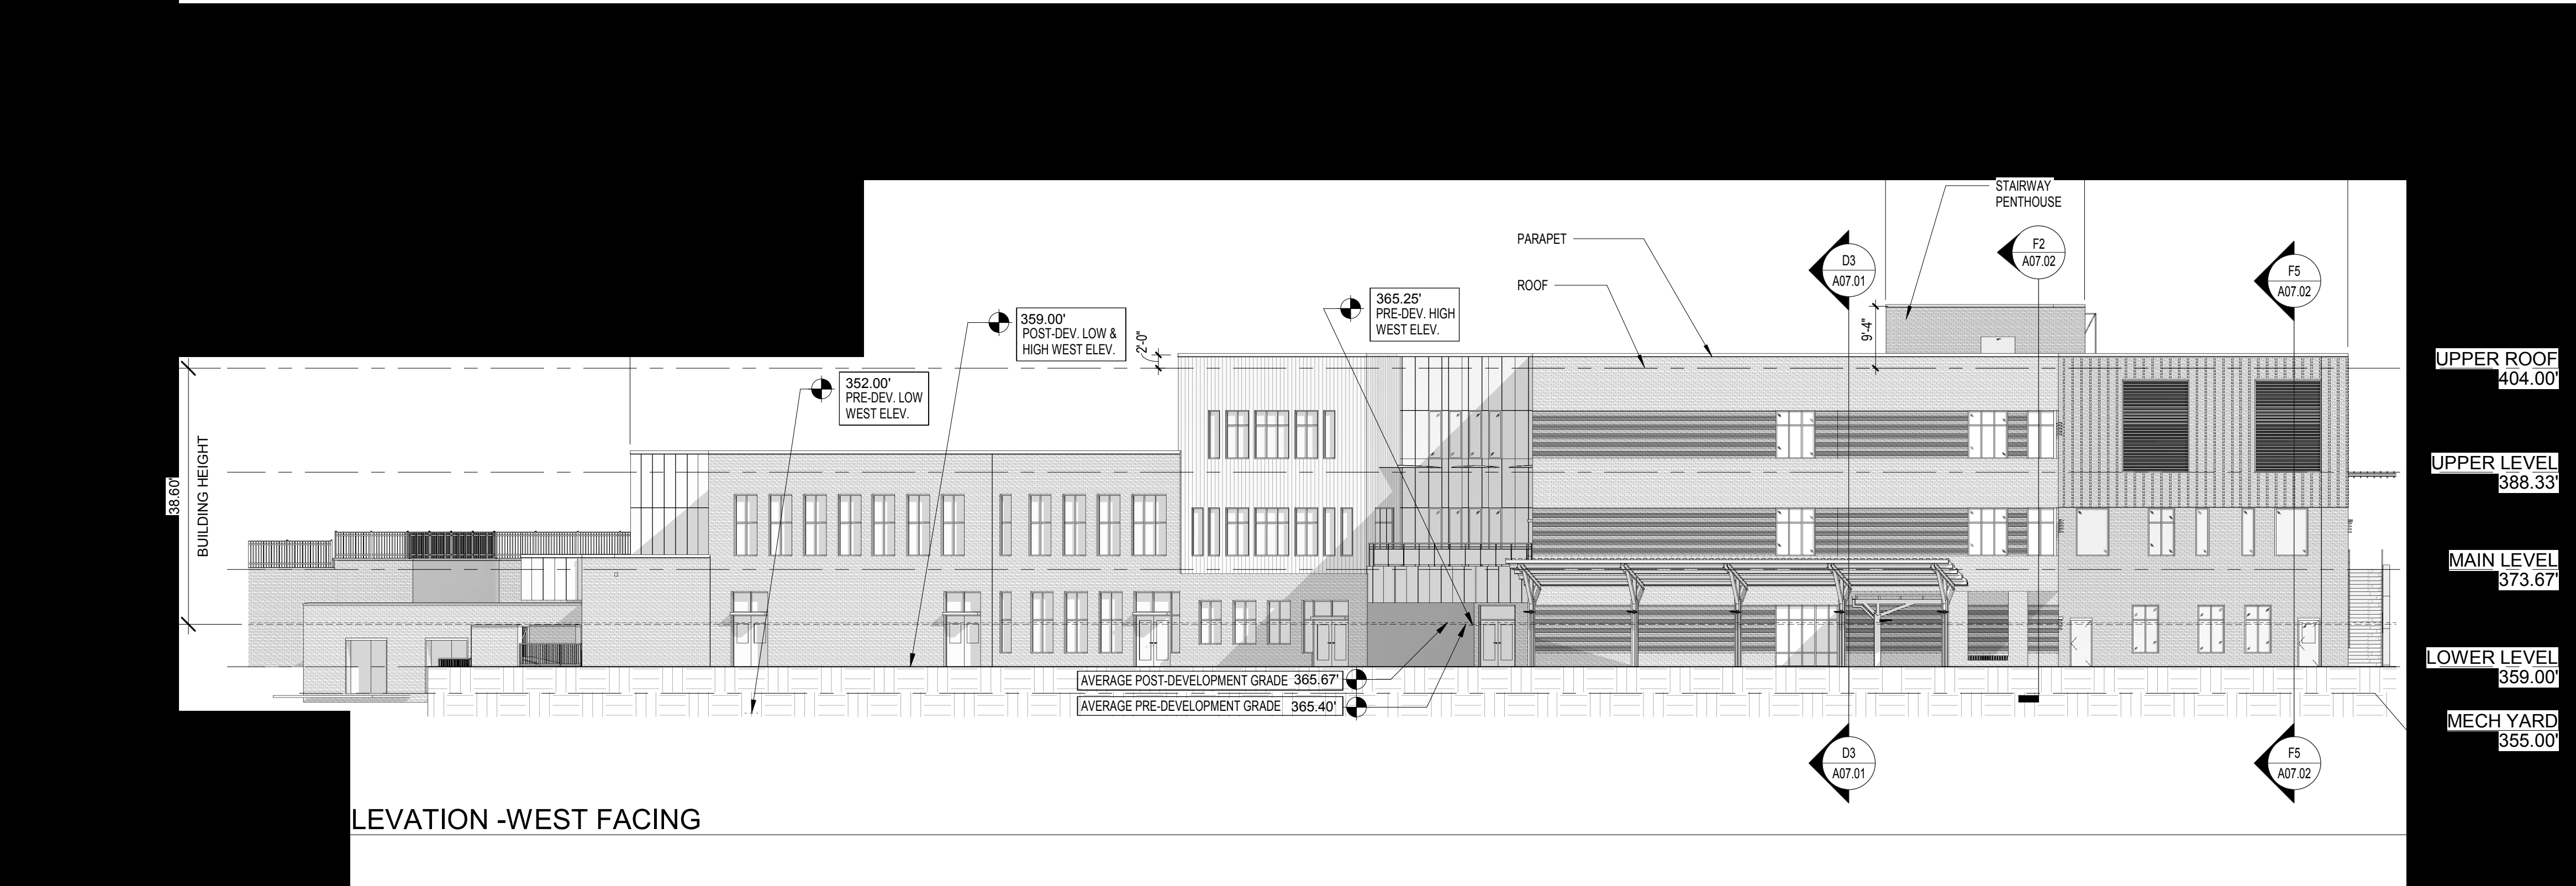 STAIRWAY
PENTHOUSE
PARAPET
ROOF
D3
A07.01
F2
A07.02
F5
A07.02
359.00'
POST-DEV. LOW &
HIGH WEST ELEV.
2'-0"
365.25'
PRE-DEV. HIGH
WEST ELEV.
9'-4"
352.00'
PRE-DEV. LOW
WEST ELEV.
UPPER ROOF
404.00'
UPPER LEVEL
388.33'
38.60'
BUILDING HEIGHT
MAIN LEVEL
373.67'
LOWER LEVEL
359.00'
AVERAGE POST-DEVELOPMENT GRADE 365.67'
AVERAGE PRE-DEVELOPMENT GRADE 365.40'
MECH YARD
355.00'
D3
A07.01
F5
A07.02
LEVATION -WEST FACING